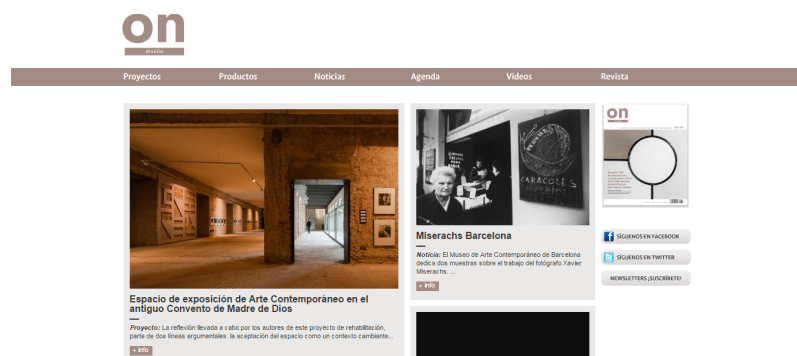 on
diseño
Proyectos
Productos
Noticias
Agenda
Vídeos
Revista
Espacio de exposición de Arte Contemporáneo en el
antiguo Convento de Madre de Dios
Proyecto: La reflexión llevada a cabo por los autores de este proyecto de rehabilitación,
parte de dos líneas argumentales: la aceptación del espacio como un contexto cambiante...
+ info
CARACOLES
Miserachs Barcelona
Noticia: El Museo de Arte Contemporáneo de Barcelona
dedica dos muestras sobre el trabajo del fotógrafo Xavier
Miserachs. ...
+ info
on
SÍGUENOS EN FACEBOOK
SÍGUENOS EN TWITTER
NEWSLETTERS ¡SUSCRÍBETE!